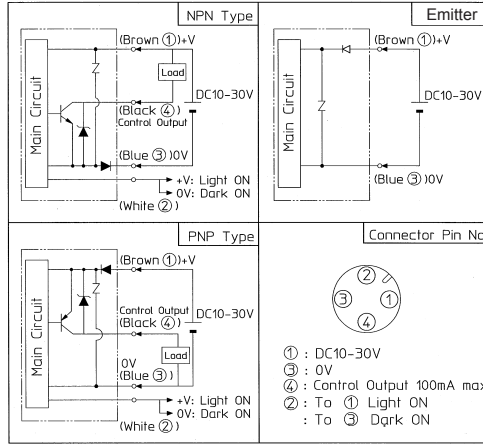 NPN Type
(Brown ①)+V
Load
DC10-30V
(Black ④)
Control Output
Main Circuit
(Blue ③)0V
+V: Light ON
0V: Dark ON
(White ②)
Emitter
(Brown ①)+V
DC10-30V
Main Circuit
(Blue ③)0V
PNP Type
(Brown ①)+V
Control Output
(Black ④)
DC10-30V
Main Circuit
Load
0V
(Blue ③)
+V: Light ON
0V: Dark ON
(White ②)
Connector Pin No
②
③ ①
④
① : DC10-30V
③ : 0V
④ : Control Output 100mA max
② : To ① Light ON
: To ③ Dark ON